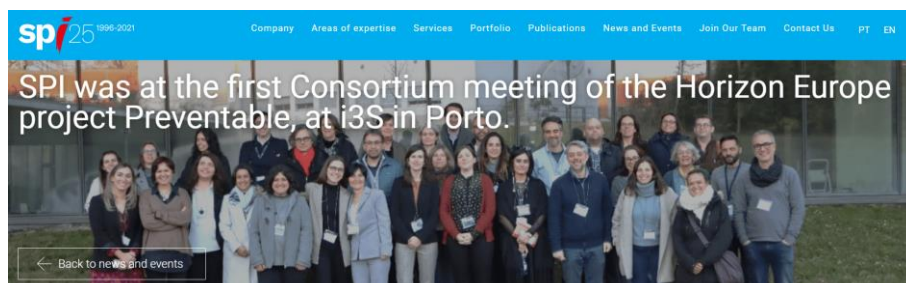 spi25 1996-2021
Company Areas of expertise Services Portfolio Publications News and Events Join Our Team Contact Us PT EN
SPI was at the first Consortium meeting of the Horizon Europe
project Preventable, at i3S in Porto.
← Back to news and events